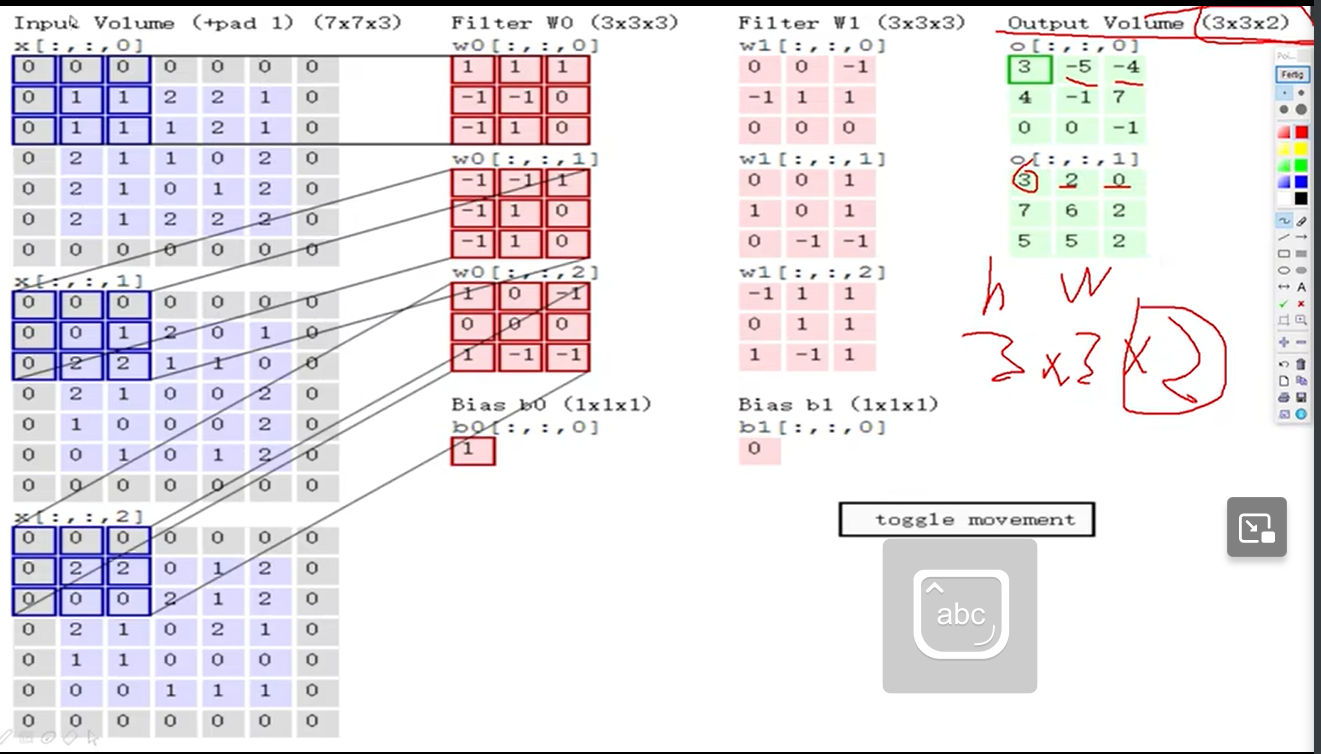 Input Volume (+pad 1) (7x7x3)
x[:,:,0]
0 0 0 0 0 0 0
0 1 1 2 2 1 0
0 1 1 1 2 1 0
0 2 1 1 0 2 0
0 2 1 0 1 2 0
0 2 1 2 2 2 0
0 0 0 0 0 0 0
x[:,:,1]
0 0 0 0 0 0 0
0 0 1 2 0 1 0
0 2 2 1 1 0 0
0 2 1 0 0 2 0
0 1 0 0 0 2 0
0 0 1 0 1 2 0
0 0 0 0 0 0 0
x[:,:,2]
0 0 0 0 0 0 0
0 2 2 0 1 2 0
0 0 0 2 1 2 0
0 2 1 0 2 1 0
0 1 1 0 0 0 0
0 0 0 1 1 1 0
0 0 0 0 0 0 0
Filter W0 (3x3x3)
w0[:,:,0]
1 1 1
-1 -1 0
-1 1 0
w0[:,:,1]
-1 -1 1
-1 1 0
-1 1 0
w0[:,:,2]
1 0 -1
0 0 0
1 -1 -1
Bias b0 (1x1x1)
b0[:,:,0]
1
Filter W1 (3x3x3)
w1[:,:,0]
0 0 -1
-1 1 1
0 0 0
w1[:,:,1]
0 0 1
1 0 1
0 -1 -1
w1[:,:,2]
-1 1 1
0 1 1
1 -1 1
Bias b1 (1x1x1)
b1[:,:,0]
0
Output Volume (3x3x2)
o[:,:,0]
3 -5 -4
4 -1 7
0 0 -1
o[:,:,1]
3 2 0
7 6 2
5 5 2
h w
3 x 3 x 2
toggle movement
abc
Fertig
A